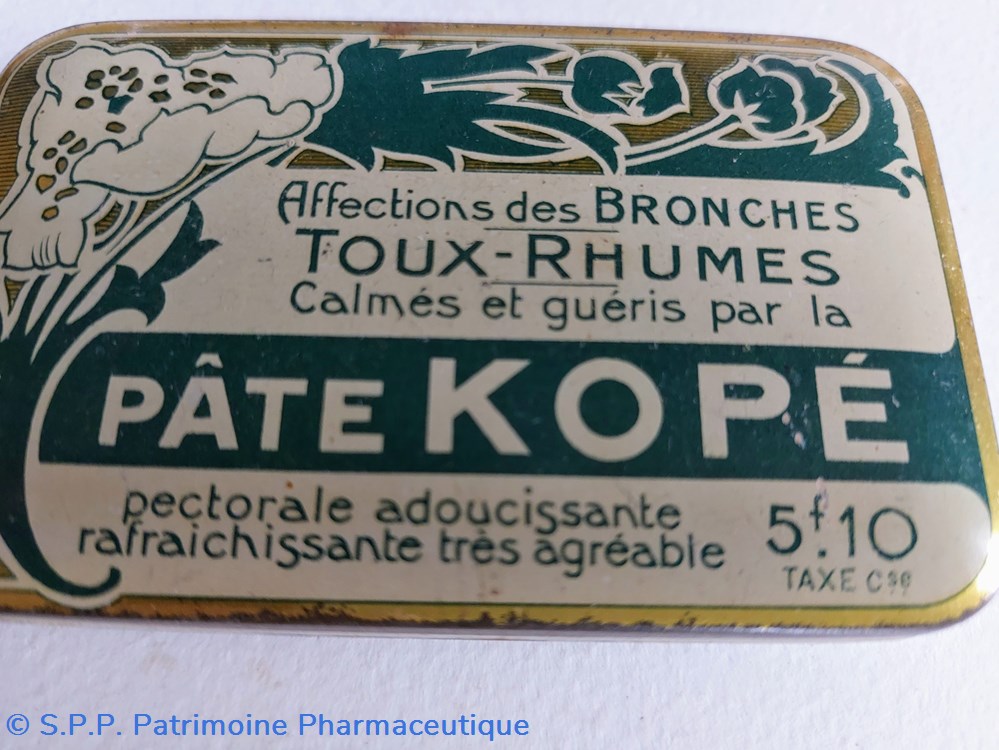 Affections des BRONCHES
TOUX-RHUMES
Calmés et guéris par la
PÂTE KOPÉ
pectorale adoucissante
rafraichissante très agréable
5f.10
TAXE Cse
© S.P.P. Patrimoine Pharmaceutique